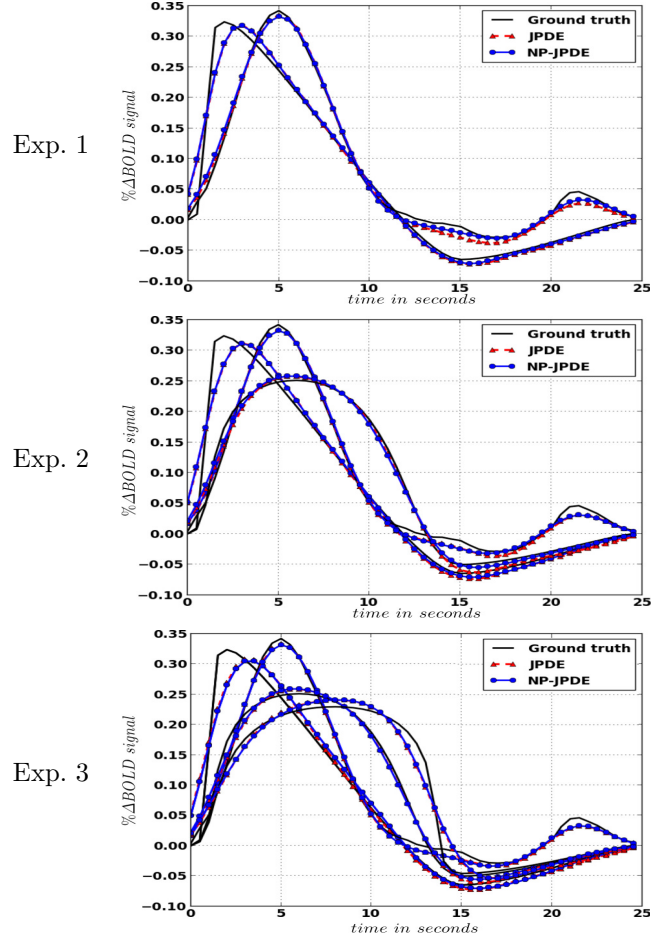 Exp. 1
%ΔBOLD signal
0.35
0.30
0.25
0.20
0.15
0.10
0.05
0.00
−0.05
−0.10
Ground truth
JPDE
NP-JPDE
0 5 10 15 20 25
time in seconds
Exp. 2
%ΔBOLD signal
0.35
0.30
0.25
0.20
0.15
0.10
0.05
0.00
−0.05
−0.10
Ground truth
JPDE
NP-JPDE
0 5 10 15 20 25
time in seconds
Exp. 3
%ΔBOLD signal
0.35
0.30
0.25
0.20
0.15
0.10
0.05
0.00
−0.05
−0.10
Ground truth
JPDE
NP-JPDE
0 5 10 15 20 25
time in seconds